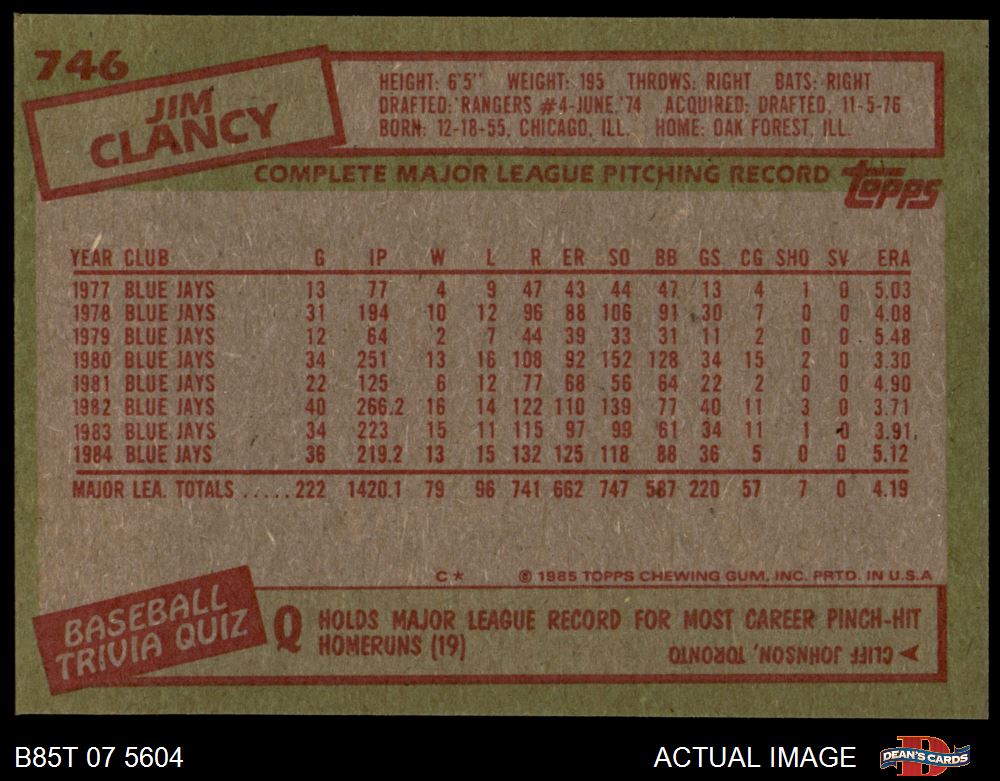 746
JIM
CLANCY
HEIGHT: 6'5" WEIGHT: 195 THROWS: RIGHT BATS: RIGHT
DRAFTED: RANGERS #4-JUNE,'74 ACQUIRED: DRAFTED, 11-5-76
BORN: 12-18-55, CHICAGO, ILL. HOME: OAK FOREST, ILL.
COMPLETE MAJOR LEAGUE PITCHING RECORD
topps
YEAR CLUB G IP W L R ER SO BB GS CG SHO SV ERA
1977 BLUE JAYS 13 77 4 9 47 43 44 47 13 4 1 0 5.03
1978 BLUE JAYS 31 194 10 12 96 88 106 91 30 7 0 0 4.08
1979 BLUE JAYS 12 64 2 7 44 39 33 31 11 2 0 0 5.48
1980 BLUE JAYS 34 251 13 16 108 92 152 128 34 15 2 0 3.30
1981 BLUE JAYS 22 125 6 12 77 68 56 64 22 2 0 0 4.90
1982 BLUE JAYS 40 266.2 16 14 122 110 139 77 40 11 3 0 3.71
1983 BLUE JAYS 34 223 15 11 115 97 99 61 34 11 1 0 3.91
1984 BLUE JAYS 36 219.2 13 15 132 125 118 88 36 5 0 0 5.12
MAJOR LEA. TOTALS .....222 1420.1 79 96 741 662 747 587 220 57 7 0 4.19
C* © 1985 TOPPS CHEWING GUM, INC. PRTD. IN U.S.A
BASEBALL
TRIVIA QUIZ
Q HOLDS MAJOR LEAGUE RECORD FOR MOST CAREER PINCH-HIT
HOMERUNS (19)
CLIFF JOHNSON, TORONTO
B85T 07 5604
ACTUAL IMAGE
DEAN'S CARDS